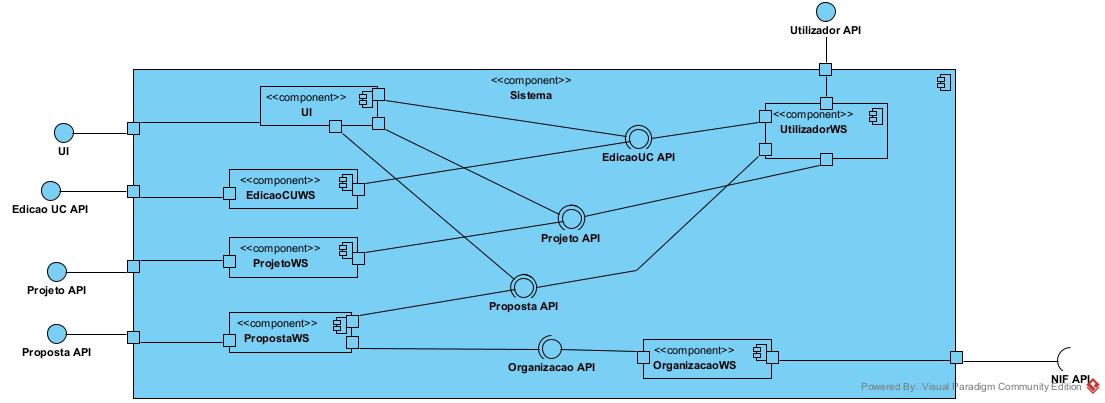 Utilizador API
<<component>>
Sistema
<<component>>
UI
<<component>>
UtilizadorWS
UI
EdicaoUC API
<<component>>
EdicaoCUWS
Edicao UC API
Projeto API
<<component>>
ProjetoWS
Projeto API
Proposta API
<<component>>
PropostaWS
Proposta API
Organizacao API
<<component>>
OrganizacaoWS
NIF API
Powered By: Visual Paradigm Community Edition